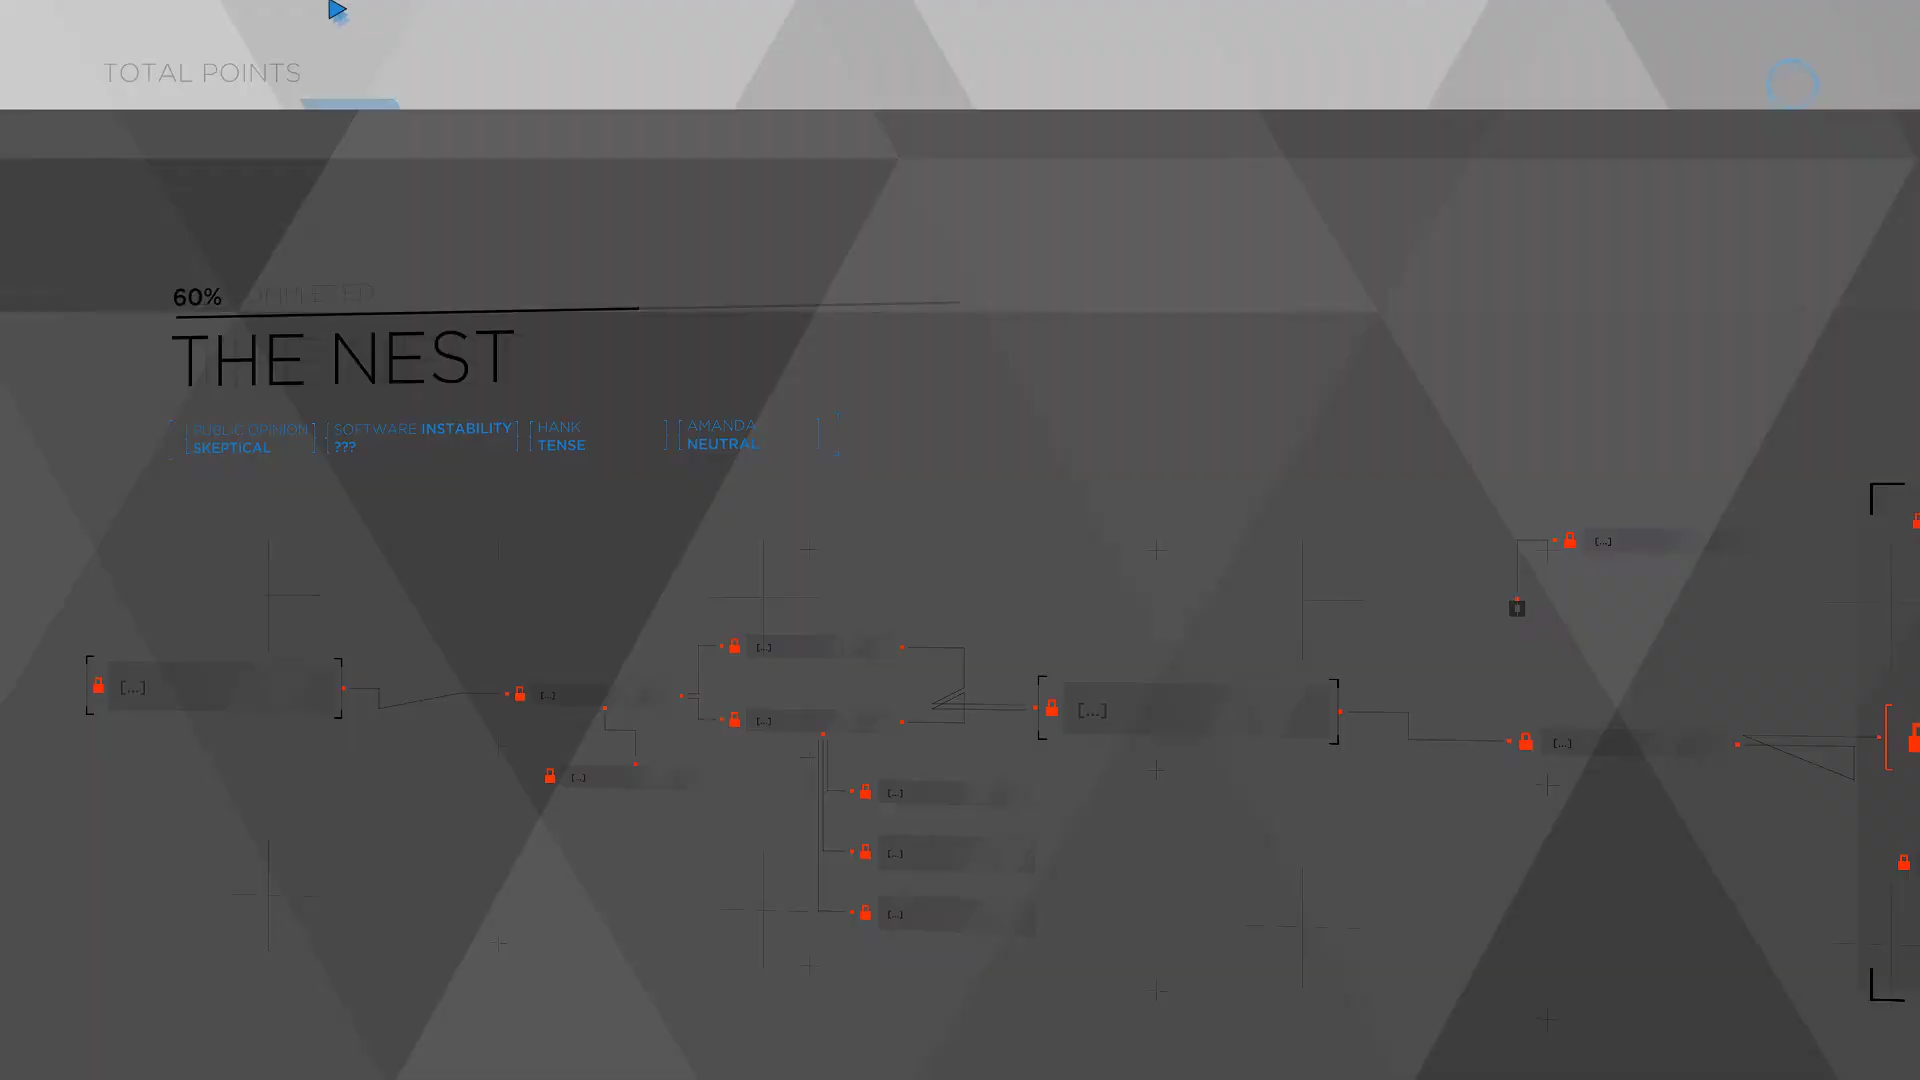 TOTAL POINTS
60%
THE NEST
PUBLIC OPINION
SKEPTICAL
SOFTWARE INSTABILITY
???
HANK
TENSE
AMANDA
NEUTRAL
[...]
[...]
[...]
[...]
[...]
[...]
[...]
[...]
[...]
[...]
[...]